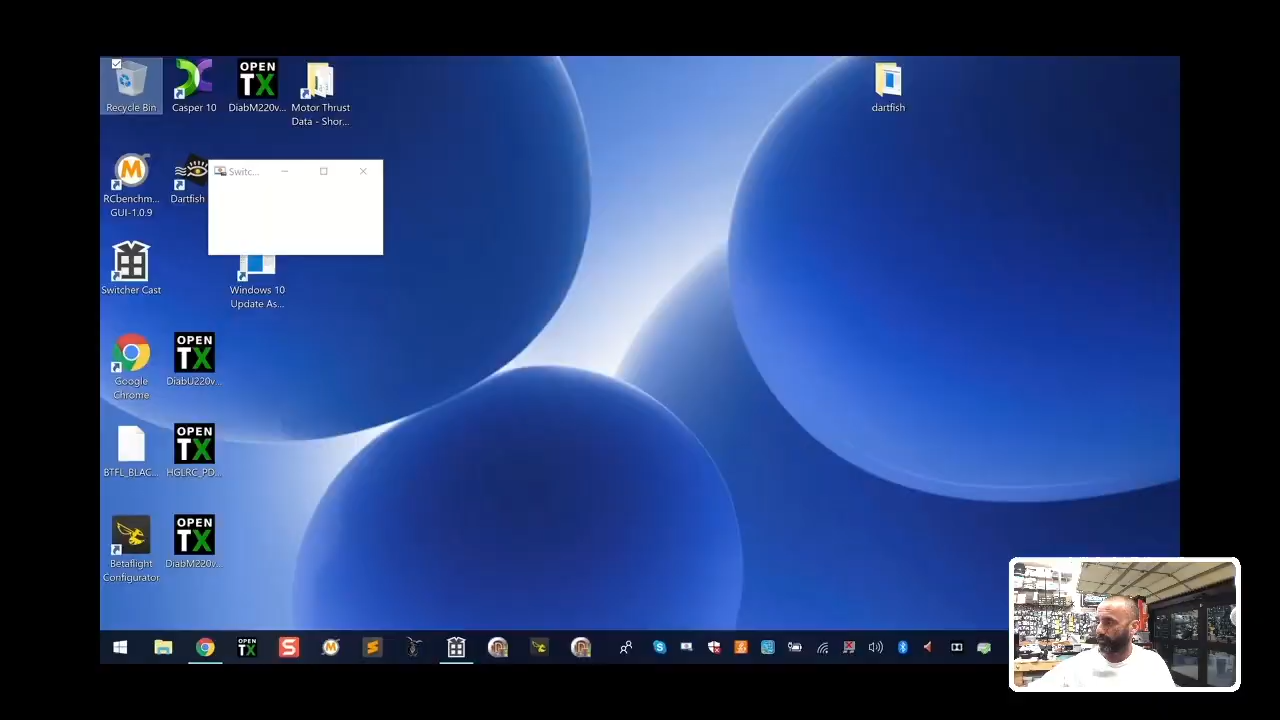 Recycle Bin
Casper 10
OPEN
TX
DiabM220v...
Motor Thrust
Data - Shor...
dartfish
M
RCbenchm...
GUI-1.0.9
Dartfish
Switc...
Switcher Cast
Windows 10
Update As...
Google
Chrome
OPEN
TX
DiabU220v...
BTFL_BLAC...
OPEN
TX
HGLRC_PD...
Betaflight
Configurator
OPEN
TX
DiabM220v...
OPEN
TX
S
M
S